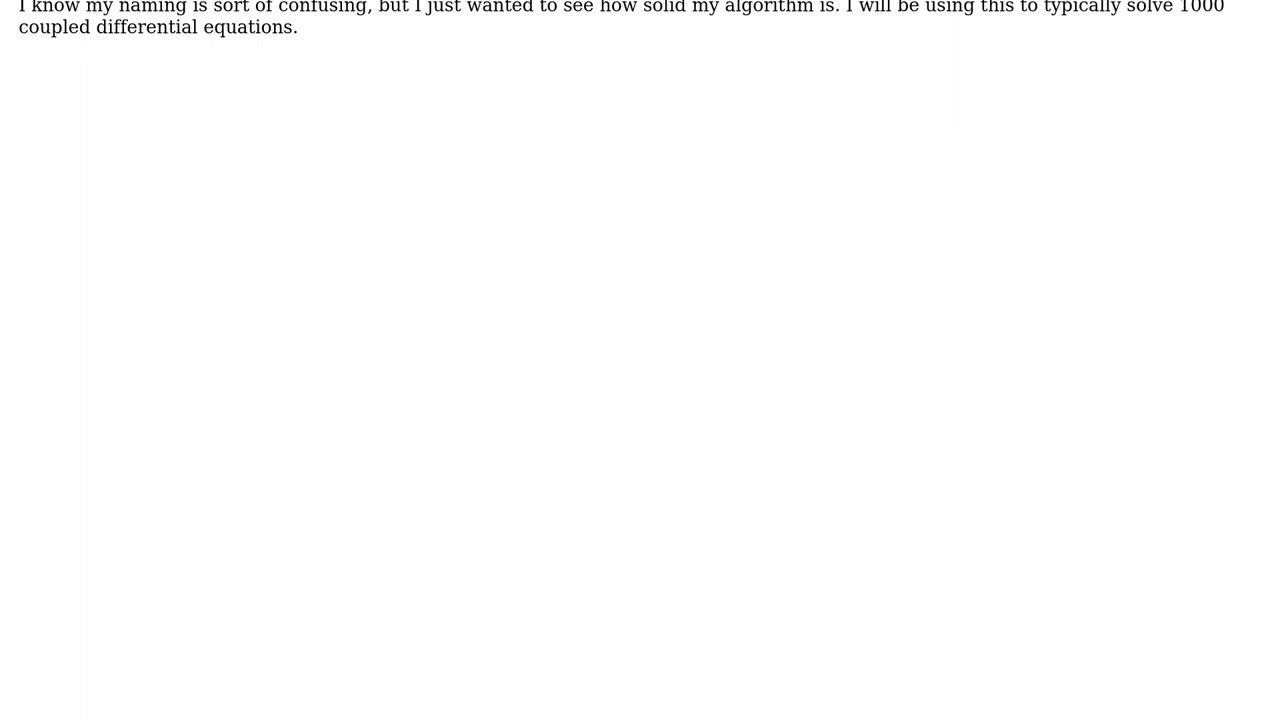 I know my naming is sort of confusing, but I just wanted to see how solid my algorithm is. I will be using this to typically solve 1000
coupled differential equations.